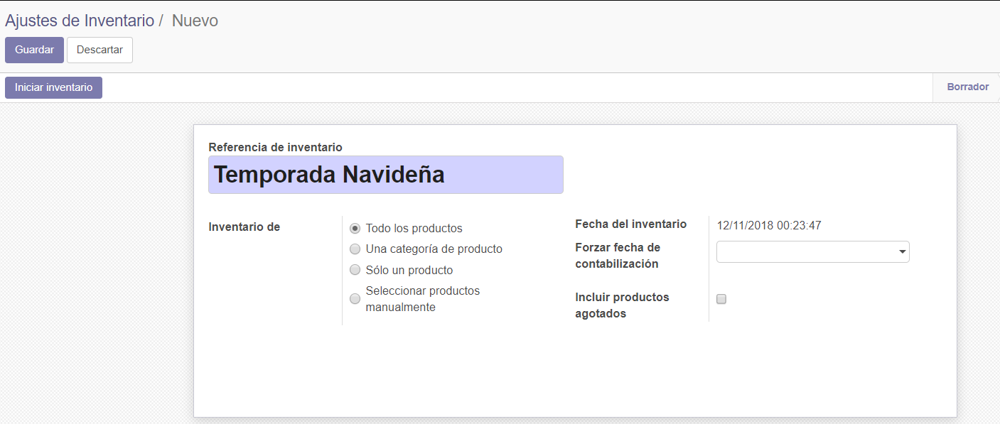 Ajustes de Inventario / Nuevo
Guardar Descartar
Iniciar inventario Borrador
Referencia de inventario
Temporada Navideña
Inventario de
Todo los productos
Una categoría de producto
Sólo un producto
Seleccionar productos
manualmente
Fecha del inventario 12/11/2018 00:23:47
Forzar fecha de
contabilización
Incluir productos
agotados